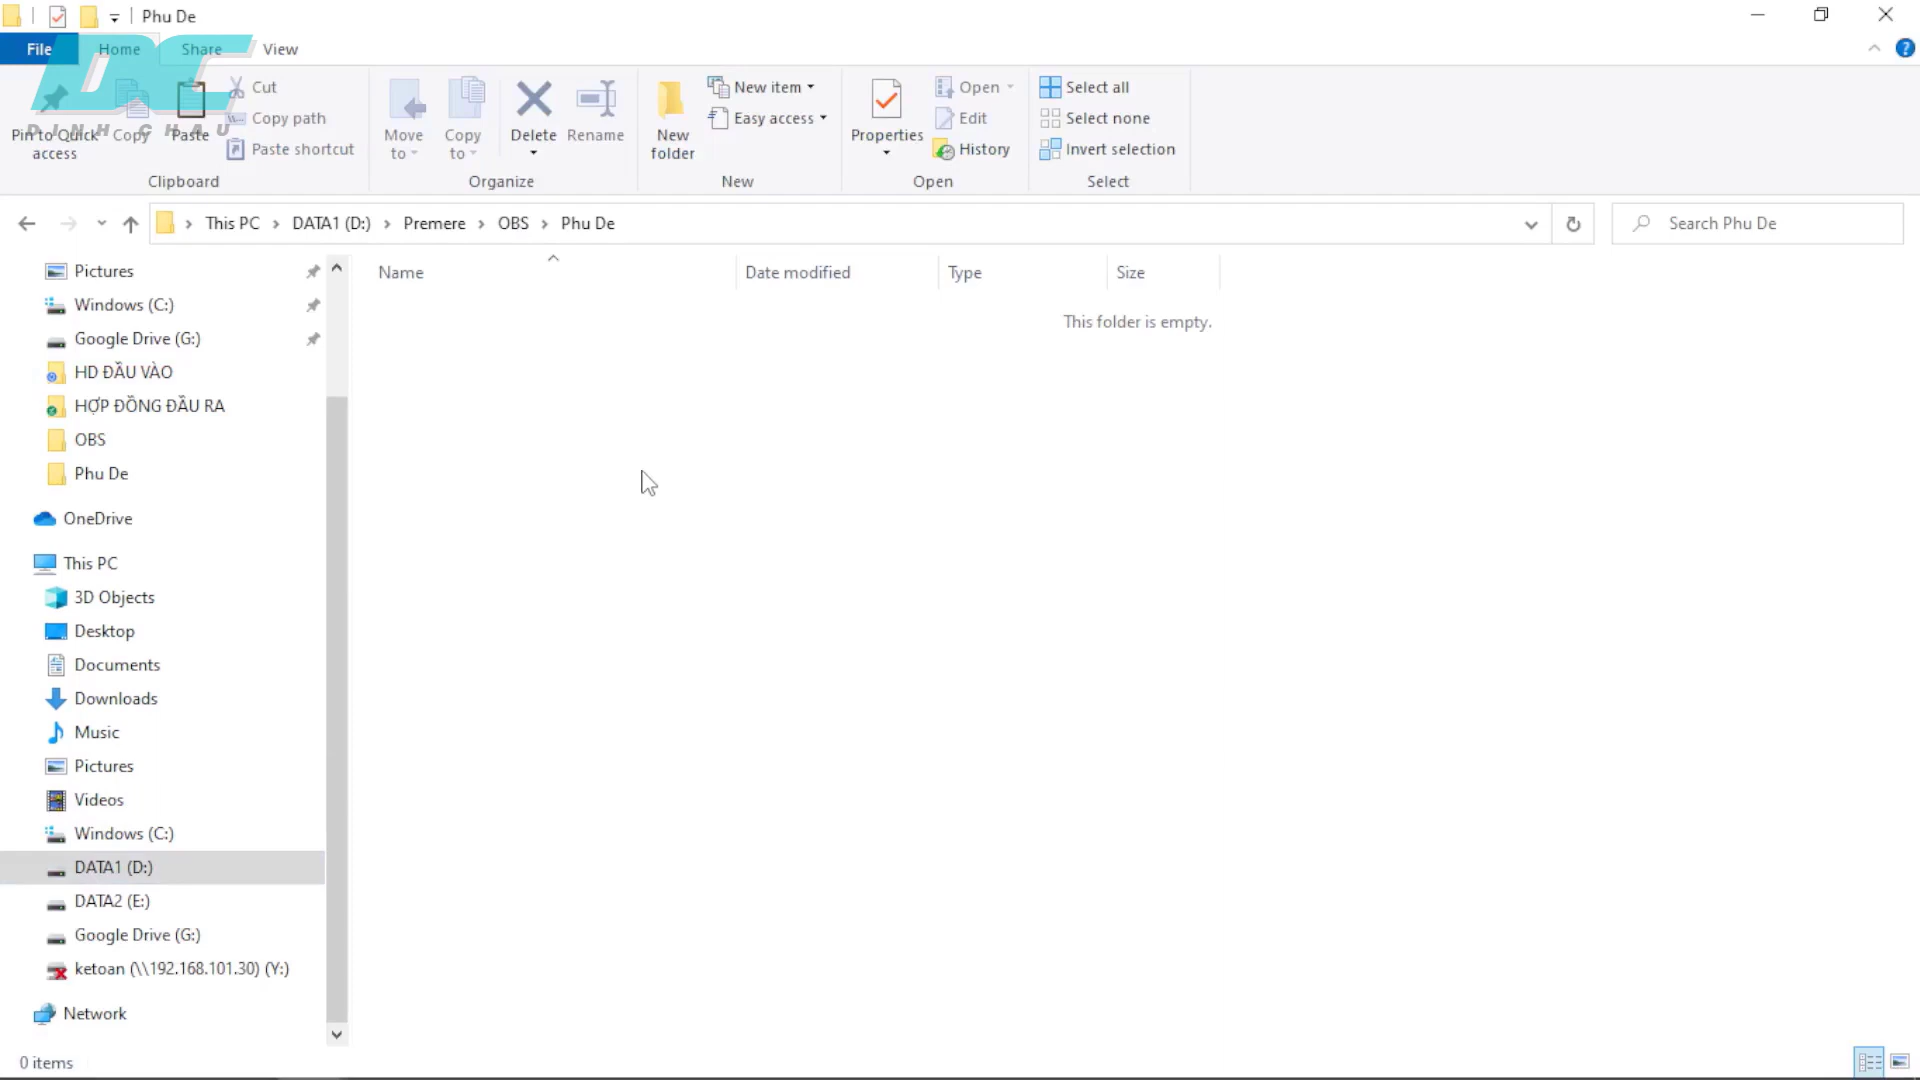 Phu De
File Home Share View
Pin to Quick access
Copy
Paste
Cut
Copy path
Paste shortcut
Clipboard
Move to
Copy to
Delete
Rename
Organize
New folder
New item
Easy access
New
Properties
Open
Edit
History
Open
Select all
Select none
Invert selection
Select
DC
DINH CHAU
This PC > DATA1 (D:) > Premere > OBS > Phu De
Search Phu De
Name Date modified Type Size
This folder is empty.
Pictures
Windows (C:)
Google Drive (G:)
HD ĐẦU VÀO
HỢP ĐỒNG ĐẦU RA
OBS
Phu De
OneDrive
This PC
3D Objects
Desktop
Documents
Downloads
Music
Pictures
Videos
Windows (C:)
DATA1 (D:)
DATA2 (E:)
Google Drive (G:)
ketoan (\\192.168.101.30) (Y:)
Network
0 items